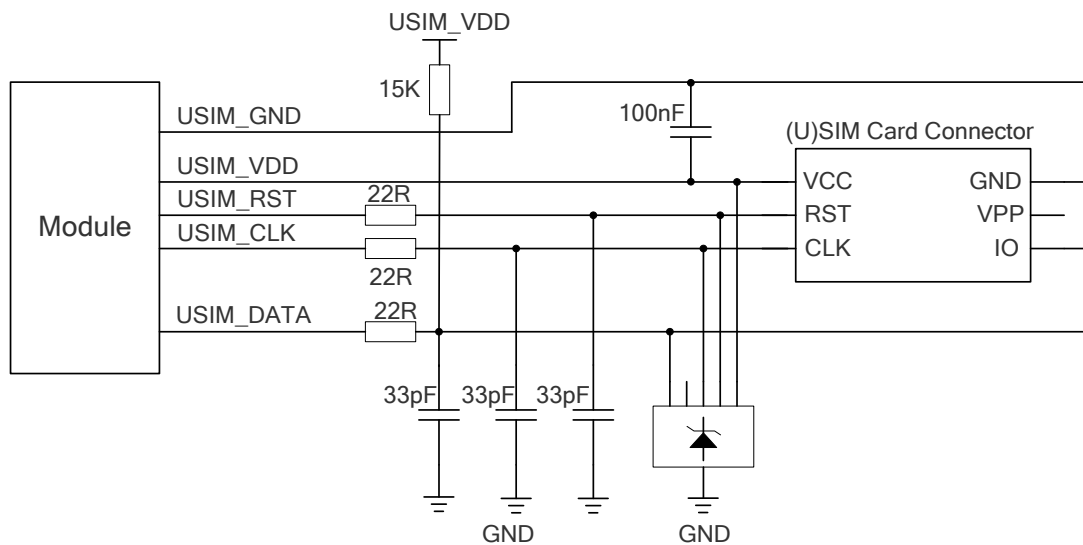 USIM_VDD
15K
USIM_GND
100nF
(U)SIM Card Connector
USIM_VDD
VCC
GND
USIM_RST
22R
RST
VPP
Module
USIM_CLK
CLK
IO
22R
USIM_DATA
22R
33pF
33pF
33pF
GND
GND